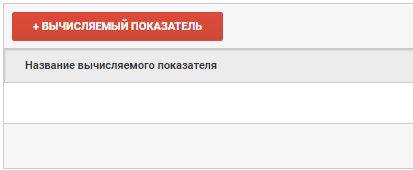 + ВЫЧИСЛЯЕМЫЙ ПОКАЗАТЕЛЬ
Название вычисляемого показателя